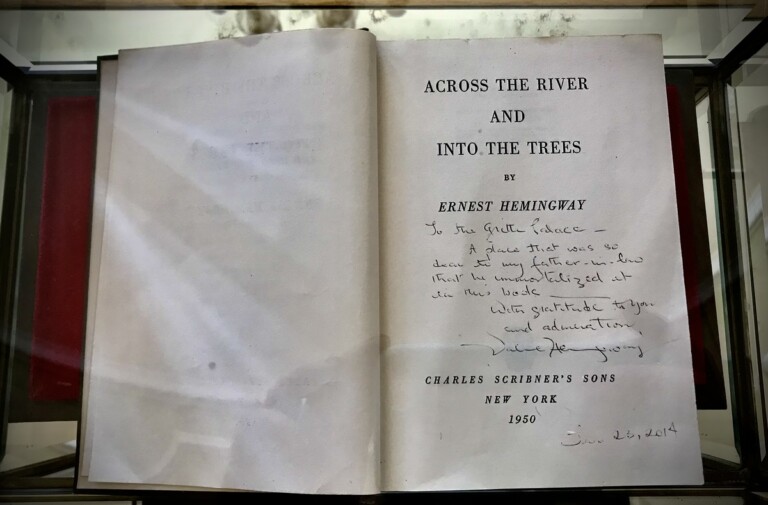 ACROSS THE RIVER
AND
INTO THE TREES
BY
ERNEST HEMINGWAY
To the Gritti Palace —
A place that was so
dear to my father-in-law
that he immortalized it
in this book
With gratitude to you
and admiration,
Valerie Hemingway
CHARLES SCRIBNER'S SONS
NEW YORK
1950
23, 2014